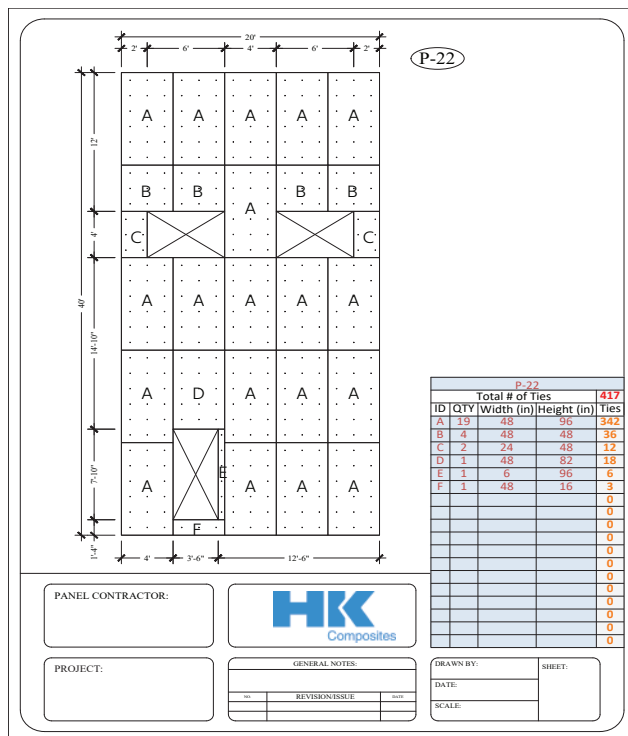 20'
2' 6' 4' 6' 2'
P-22
A A A A A
12'
B B A B B
C C
4'
40'
A A A A A
14'-10"
A D A A A
7'-10"
A E A A A
F
1'-4"
4' 3'-6" 12'-6"
P-22
Total # of Ties 417
ID QTY Width (in) Height (in) Ties
A 19 48 96 342
B 4 48 48 36
C 2 24 48 12
D 1 48 82 18
E 1 6 96 6
F 1 48 16 3
0
0
0
0
0
0
0
0
0
0
0
0
PANEL CONTRACTOR:
HK
Composites
PROJECT:
GENERAL NOTES:
NO. REVISION/ISSUE DATE
DRAWN BY:
DATE:
SCALE:
SHEET: